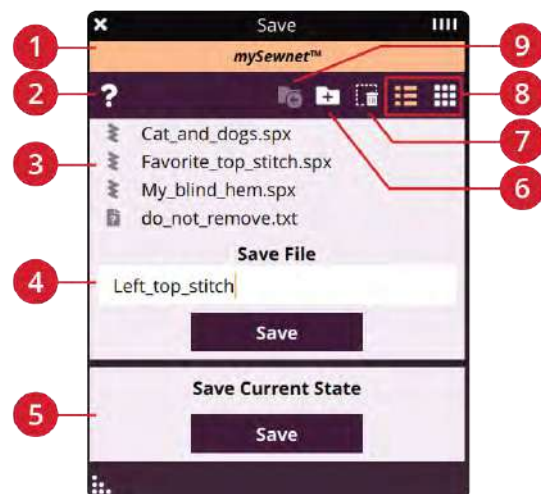 Save
1
mySewnet™
9
2
?
8
3
Cat_and_dogs.spx
Favorite_top_stitch.spx
7
My_blind_hem.spx
6
do_not_remove.txt
Save File
4
Left_top_stitch
Save
Save Current State
5
Save